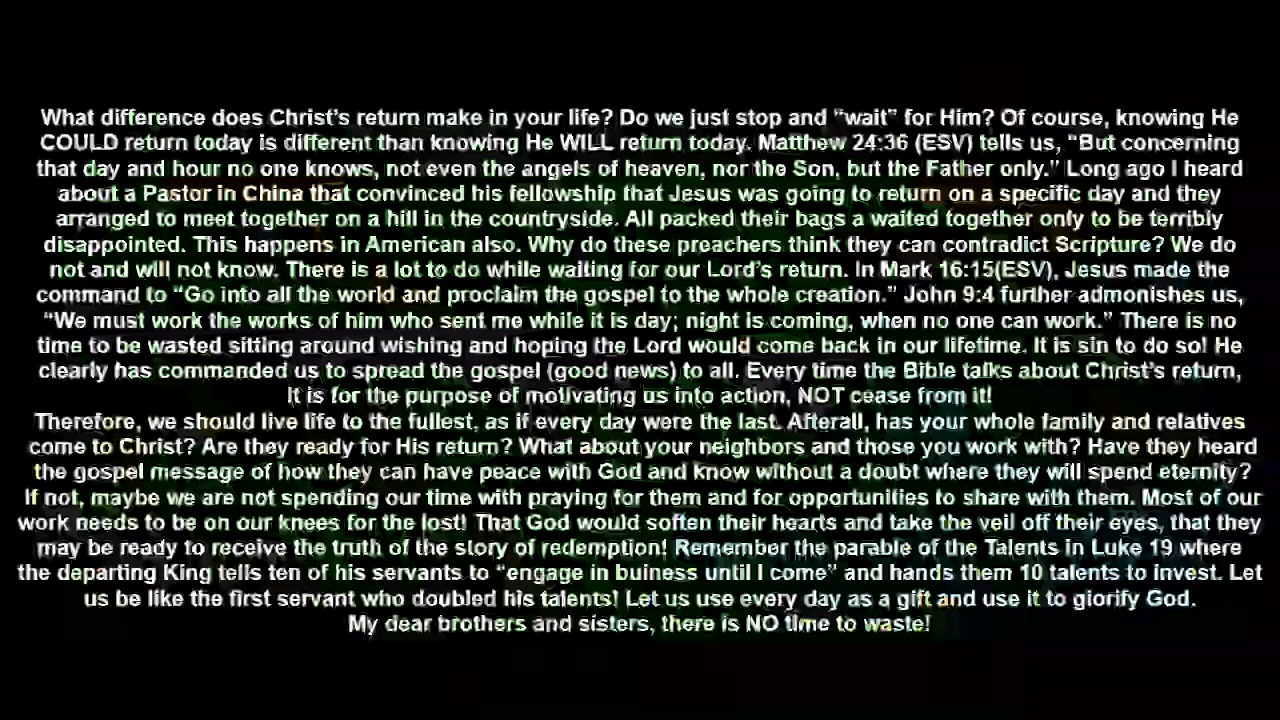 What difference does Christ's return make in your life? Do we just stop and "wait" for Him? Of course, knowing He
COULD return today is different than knowing He WILL return today. Matthew 24:36 (ESV) tells us, "But concerning
that day and hour no one knows, not even the angels of heaven, nor the Son, but the Father only." Long ago I heard
about a Pastor in China that convinced his fellowship that Jesus was going to return on a specific day and they
arranged to meet together on a hill in the countryside. All packed their bags a waited together only to be terribly
disappointed. This happens in American also. Why do these preachers think they can contradict Scripture? We do
not and will not know. There is a lot to do while waiting for our Lord's return. In Mark 16:15(ESV), Jesus made the
command to "Go into all the world and proclaim the gospel to the whole creation." John 9:4 further admonishes us,
"We must work the works of him who sent me while it is day; night is coming, when no one can work." There is no
time to be wasted sitting around wishing and hoping the Lord would come back in our lifetime. It is sin to do so! He
clearly has commanded us to spread the gospel (good news) to all. Every time the Bible talks about Christ's return,
it is for the purpose of motivating us into action, NOT cease from it!
Therefore, we should live life to the fullest, as if every day were the last. Afterall, has your whole family and relatives
come to Christ? Are they ready for His return? What about your neighbors and those you work with? Have they heard
the gospel message of how they can have peace with God and know without a doubt where they will spend eternity?
If not, maybe we are not spending our time with praying for them and for opportunities to share with them. Most of our
work needs to be on our knees for the lost! That God would soften their hearts and take the veil off their eyes, that they
may be ready to receive the truth of the story of redemption! Remember the parable of the Talents in Luke 19 where
the departing King tells ten of his servants to "engage in buiness until I come" and hands them 10 talents to invest. Let
us be like the first servant who doubled his talents! Let us use every day as a gift and use it to glorify God.
My dear brothers and sisters, there is NO time to waste!